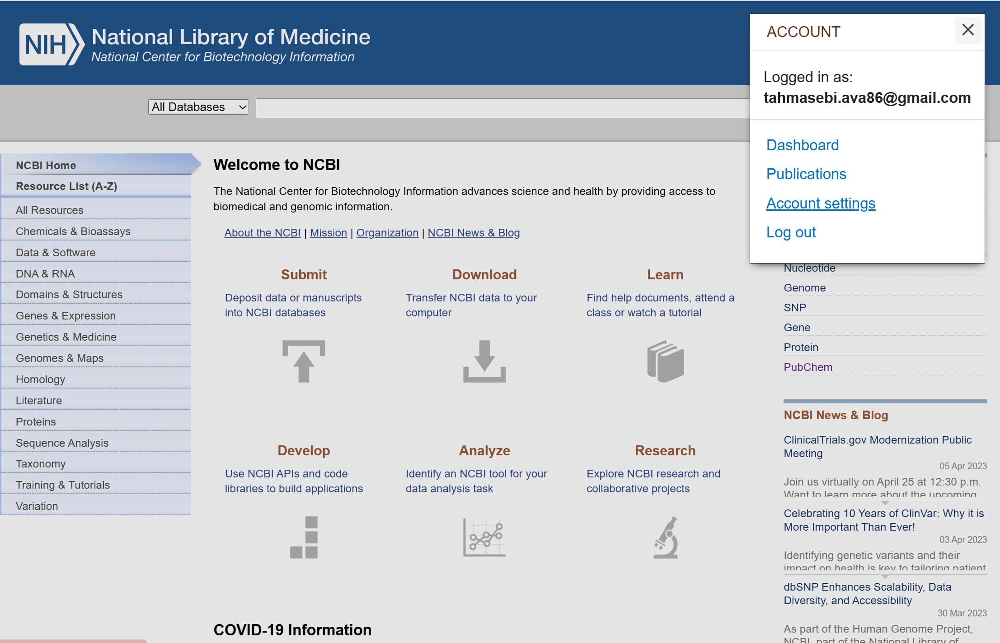 NIH
National Library of Medicine
National Center for Biotechnology Information
ACCOUNT
Logged in as:
tahmasebi.ava86@gmail.com
Dashboard
Publications
Account settings
Log out
All Databases
NCBI Home
Resource List (A-Z)
All Resources
Chemicals & Bioassays
Data & Software
DNA & RNA
Domains & Structures
Genes & Expression
Genetics & Medicine
Genomes & Maps
Homology
Literature
Proteins
Sequence Analysis
Taxonomy
Training & Tutorials
Variation
Welcome to NCBI
The National Center for Biotechnology Information advances science and health by providing access to
biomedical and genomic information.
About the NCBI | Mission | Organization | NCBI News & Blog
Submit
Deposit data or manuscripts
into NCBI databases
Download
Transfer NCBI data to your
computer
Learn
Find help documents, attend a
class or watch a tutorial
Develop
Use NCBI APIs and code
libraries to build applications
Analyze
Identify an NCBI tool for your
data analysis task
Research
Explore NCBI research and
collaborative projects
COVID-19 Information
Nucleotide
Genome
SNP
Gene
Protein
PubChem
NCBI News & Blog
ClinicalTrials.gov Modernization Public
Meeting
05 Apr 2023
Join us virtually on April 25 at 12:30 p.m.
Want to learn more about the upcoming
Celebrating 10 Years of ClinVar: Why it is
More Important Than Ever!
03 Apr 2023
Identifying genetic variants and their
impact on health is key to tailoring patient
dbSNP Enhances Scalability, Data
Diversity, and Accessibility
30 Mar 2023
As part of the Human Genome Project,
NCBI, part of the National Library of